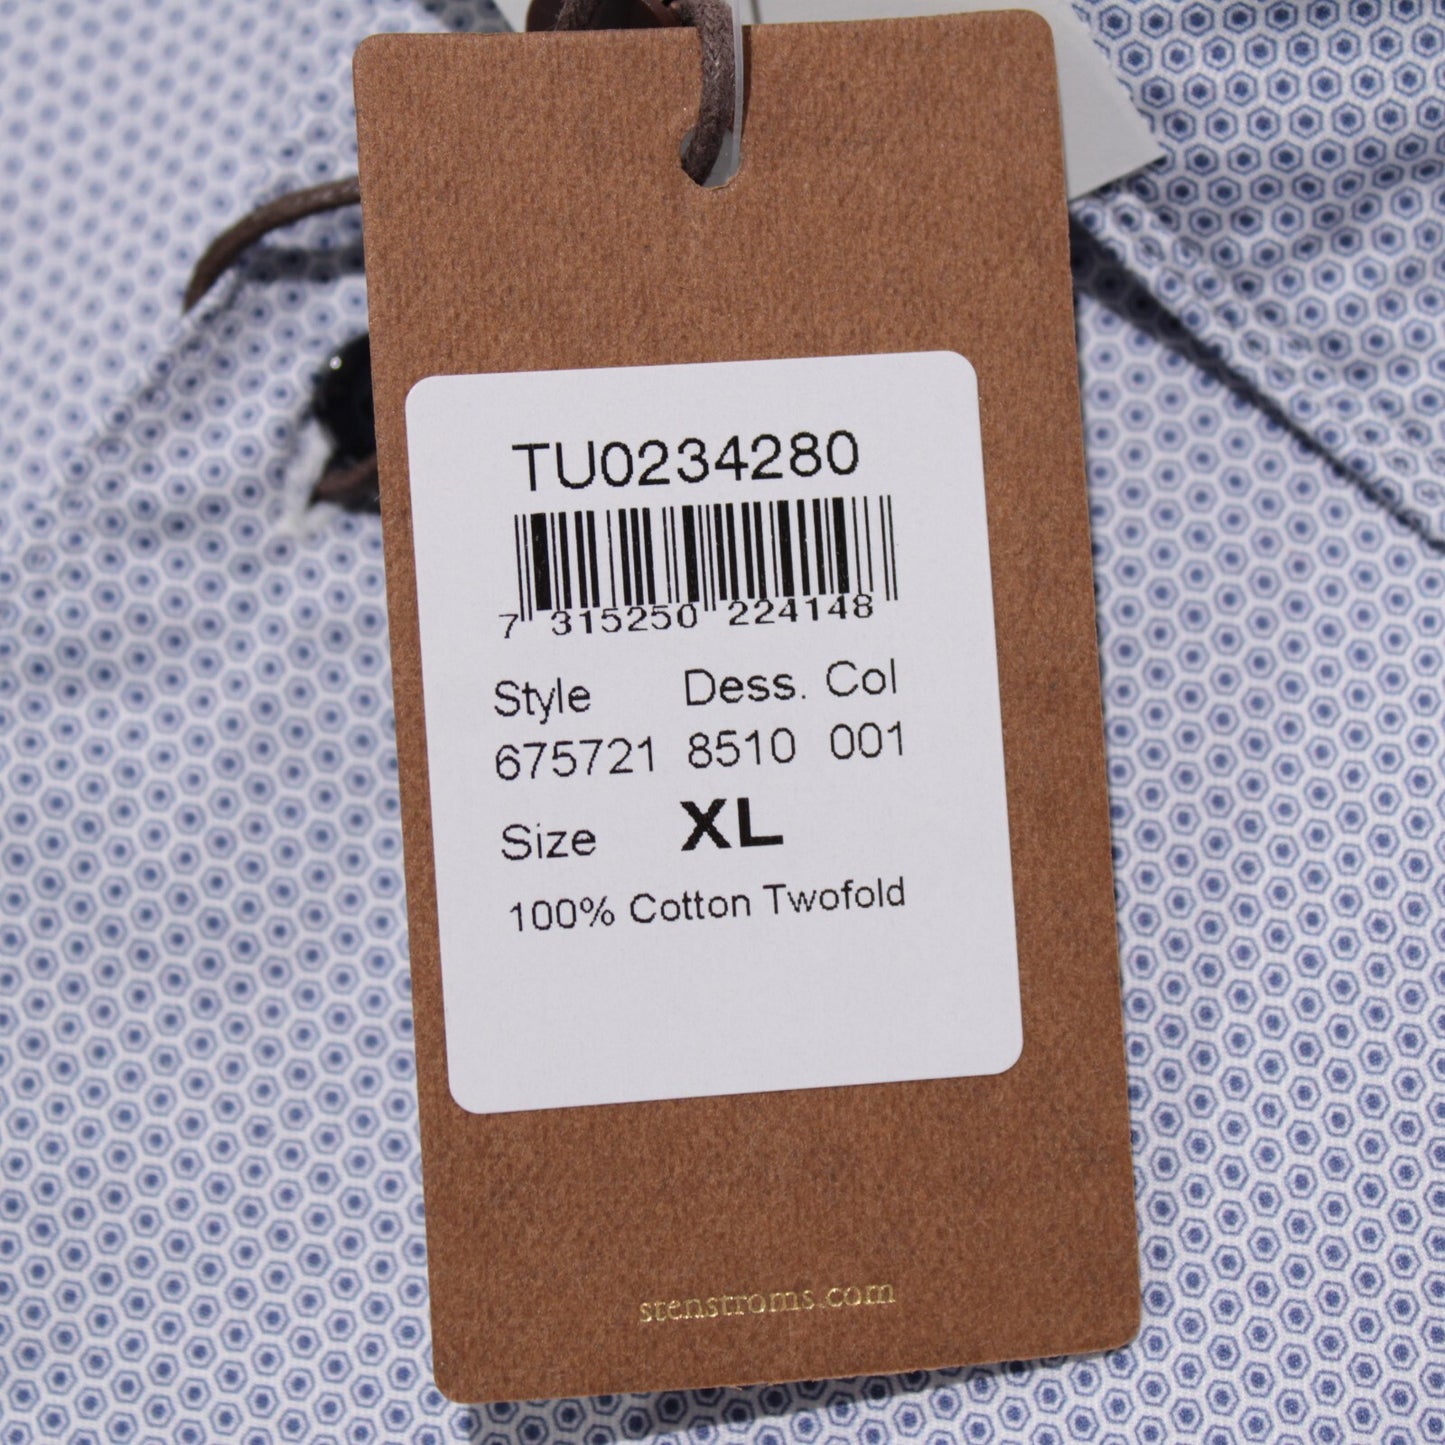 TU0234280
7 315250 224148
Style Dess. Col
675721 8510 001
Size XL
100% Cotton Twofold
stenstroms.com